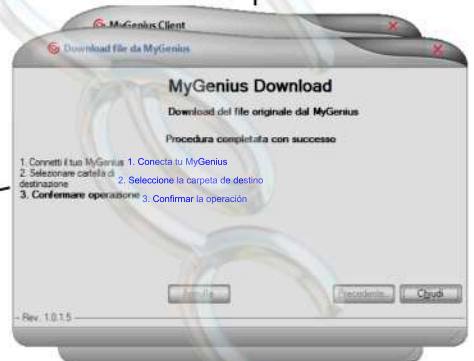 MyGenius Client
Download file da MyGenius
MyGenius Download
Download del file originale dal MyGenius
Procedura completata con successo
1. Connetti il tuo MyGenius 1. Conecta tu MyGenius
2. Selezionare cartella di
destinazione 2. Seleccione la carpeta de destino
3. Confermare operazione 3. Confirmar la operación
Annulla Precedente Chiudi
Rev. 1.0.1.5